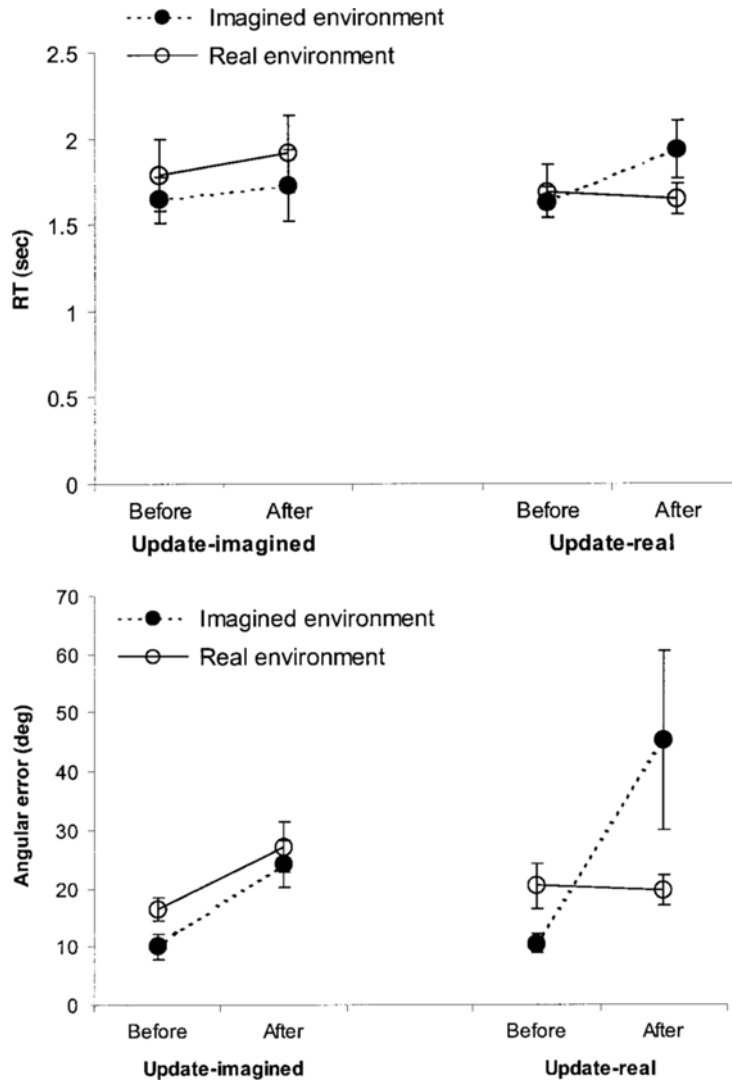 Imagined environment
Real environment
2.5
2
1.5
1
0.5
0
RT (sec)
Before After Before After
Update-imagined Update-real
70
60
50
40
30
20
10
0
Angular error (deg)
Imagined environment
Real environment
Before After Before After
Update-imagined Update-real